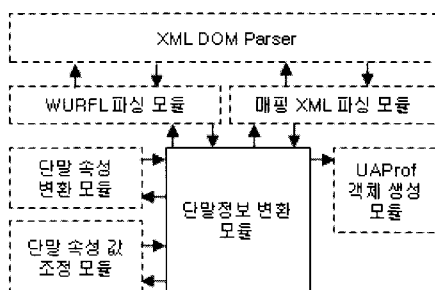 XML DOM Parser
WURFL 파싱 모듈
매핑 XML 파싱 모듈
단말 속성
변환 모듈
단말정보 변환
모듈
UAProf
객체 생성
모듈
단말 속성 값
조정 모듈